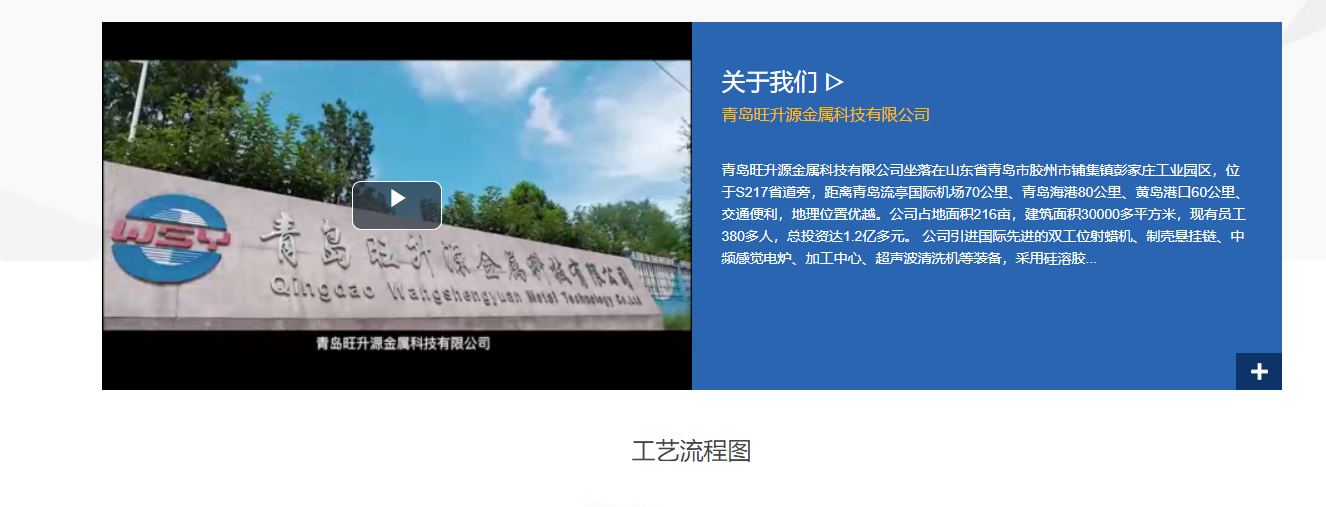 WSY
青岛旺升源金属科技有限公司
Qingdao Wangshengyuan Metal Technology Co.,Ltd
青岛旺升源金属科技有限公司
关于我们
青岛旺升源金属科技有限公司
青岛旺升源金属科技有限公司坐落在山东省青岛市胶州市铺集镇彭家庄工业园区，位
于S217省道旁，距离青岛流亭国际机场70公里、青岛海港80公里、黄岛港口60公里、
交通便利，地理位置优越。公司占地面积216亩，建筑面积30000多平方米，现有员工
380多人，总投资达1.2亿多元。 公司引进国际先进的双工位射蜡机、制壳悬挂链、中
频感觉电炉、加工中心、超声波清洗机等装备，采用硅溶胶...
工艺流程图